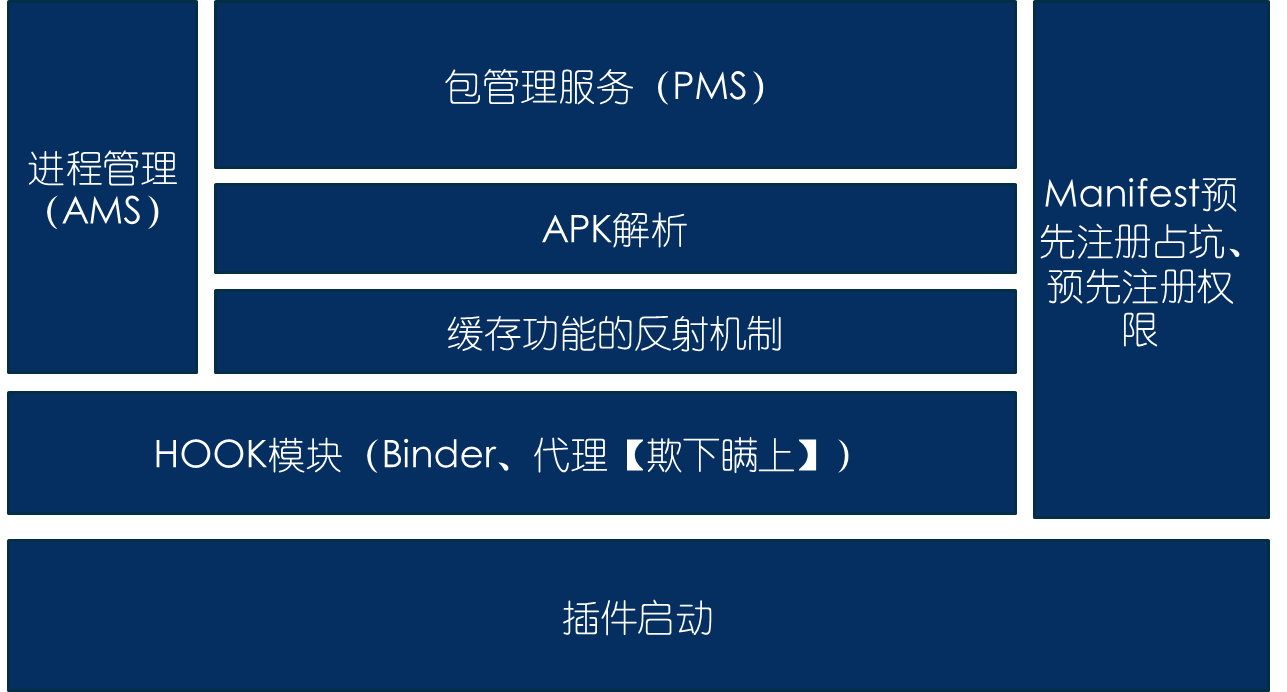 包管理服务（PMS）
进程管理
（AMS）
APK解析
缓存功能的反射机制
Manifest预
先注册占坑、
预先注册权
限
HOOK模块（Binder、代理【欺下瞒上】）
插件启动